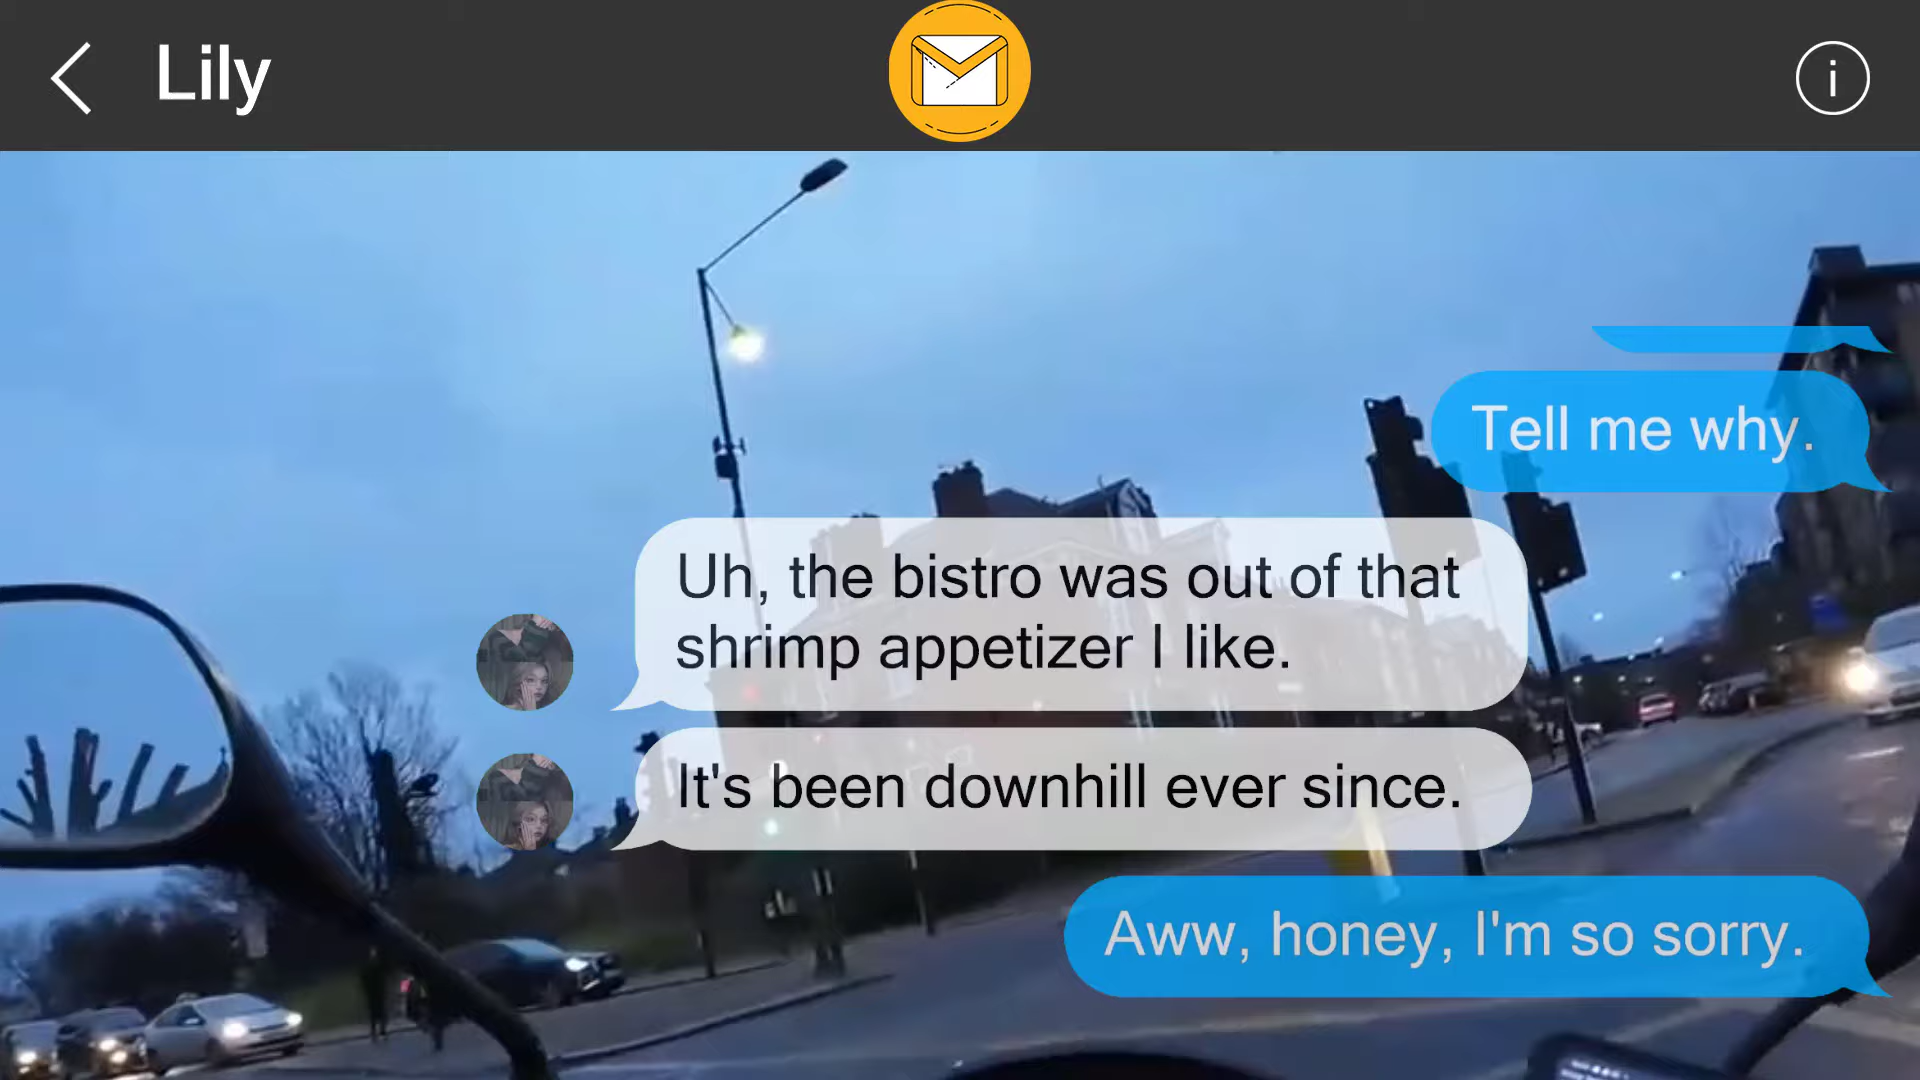 Lily
Tell me why.
Uh, the bistro was out of that
shrimp appetizer I like.
It's been downhill ever since.
Aww, honey, I'm so sorry.